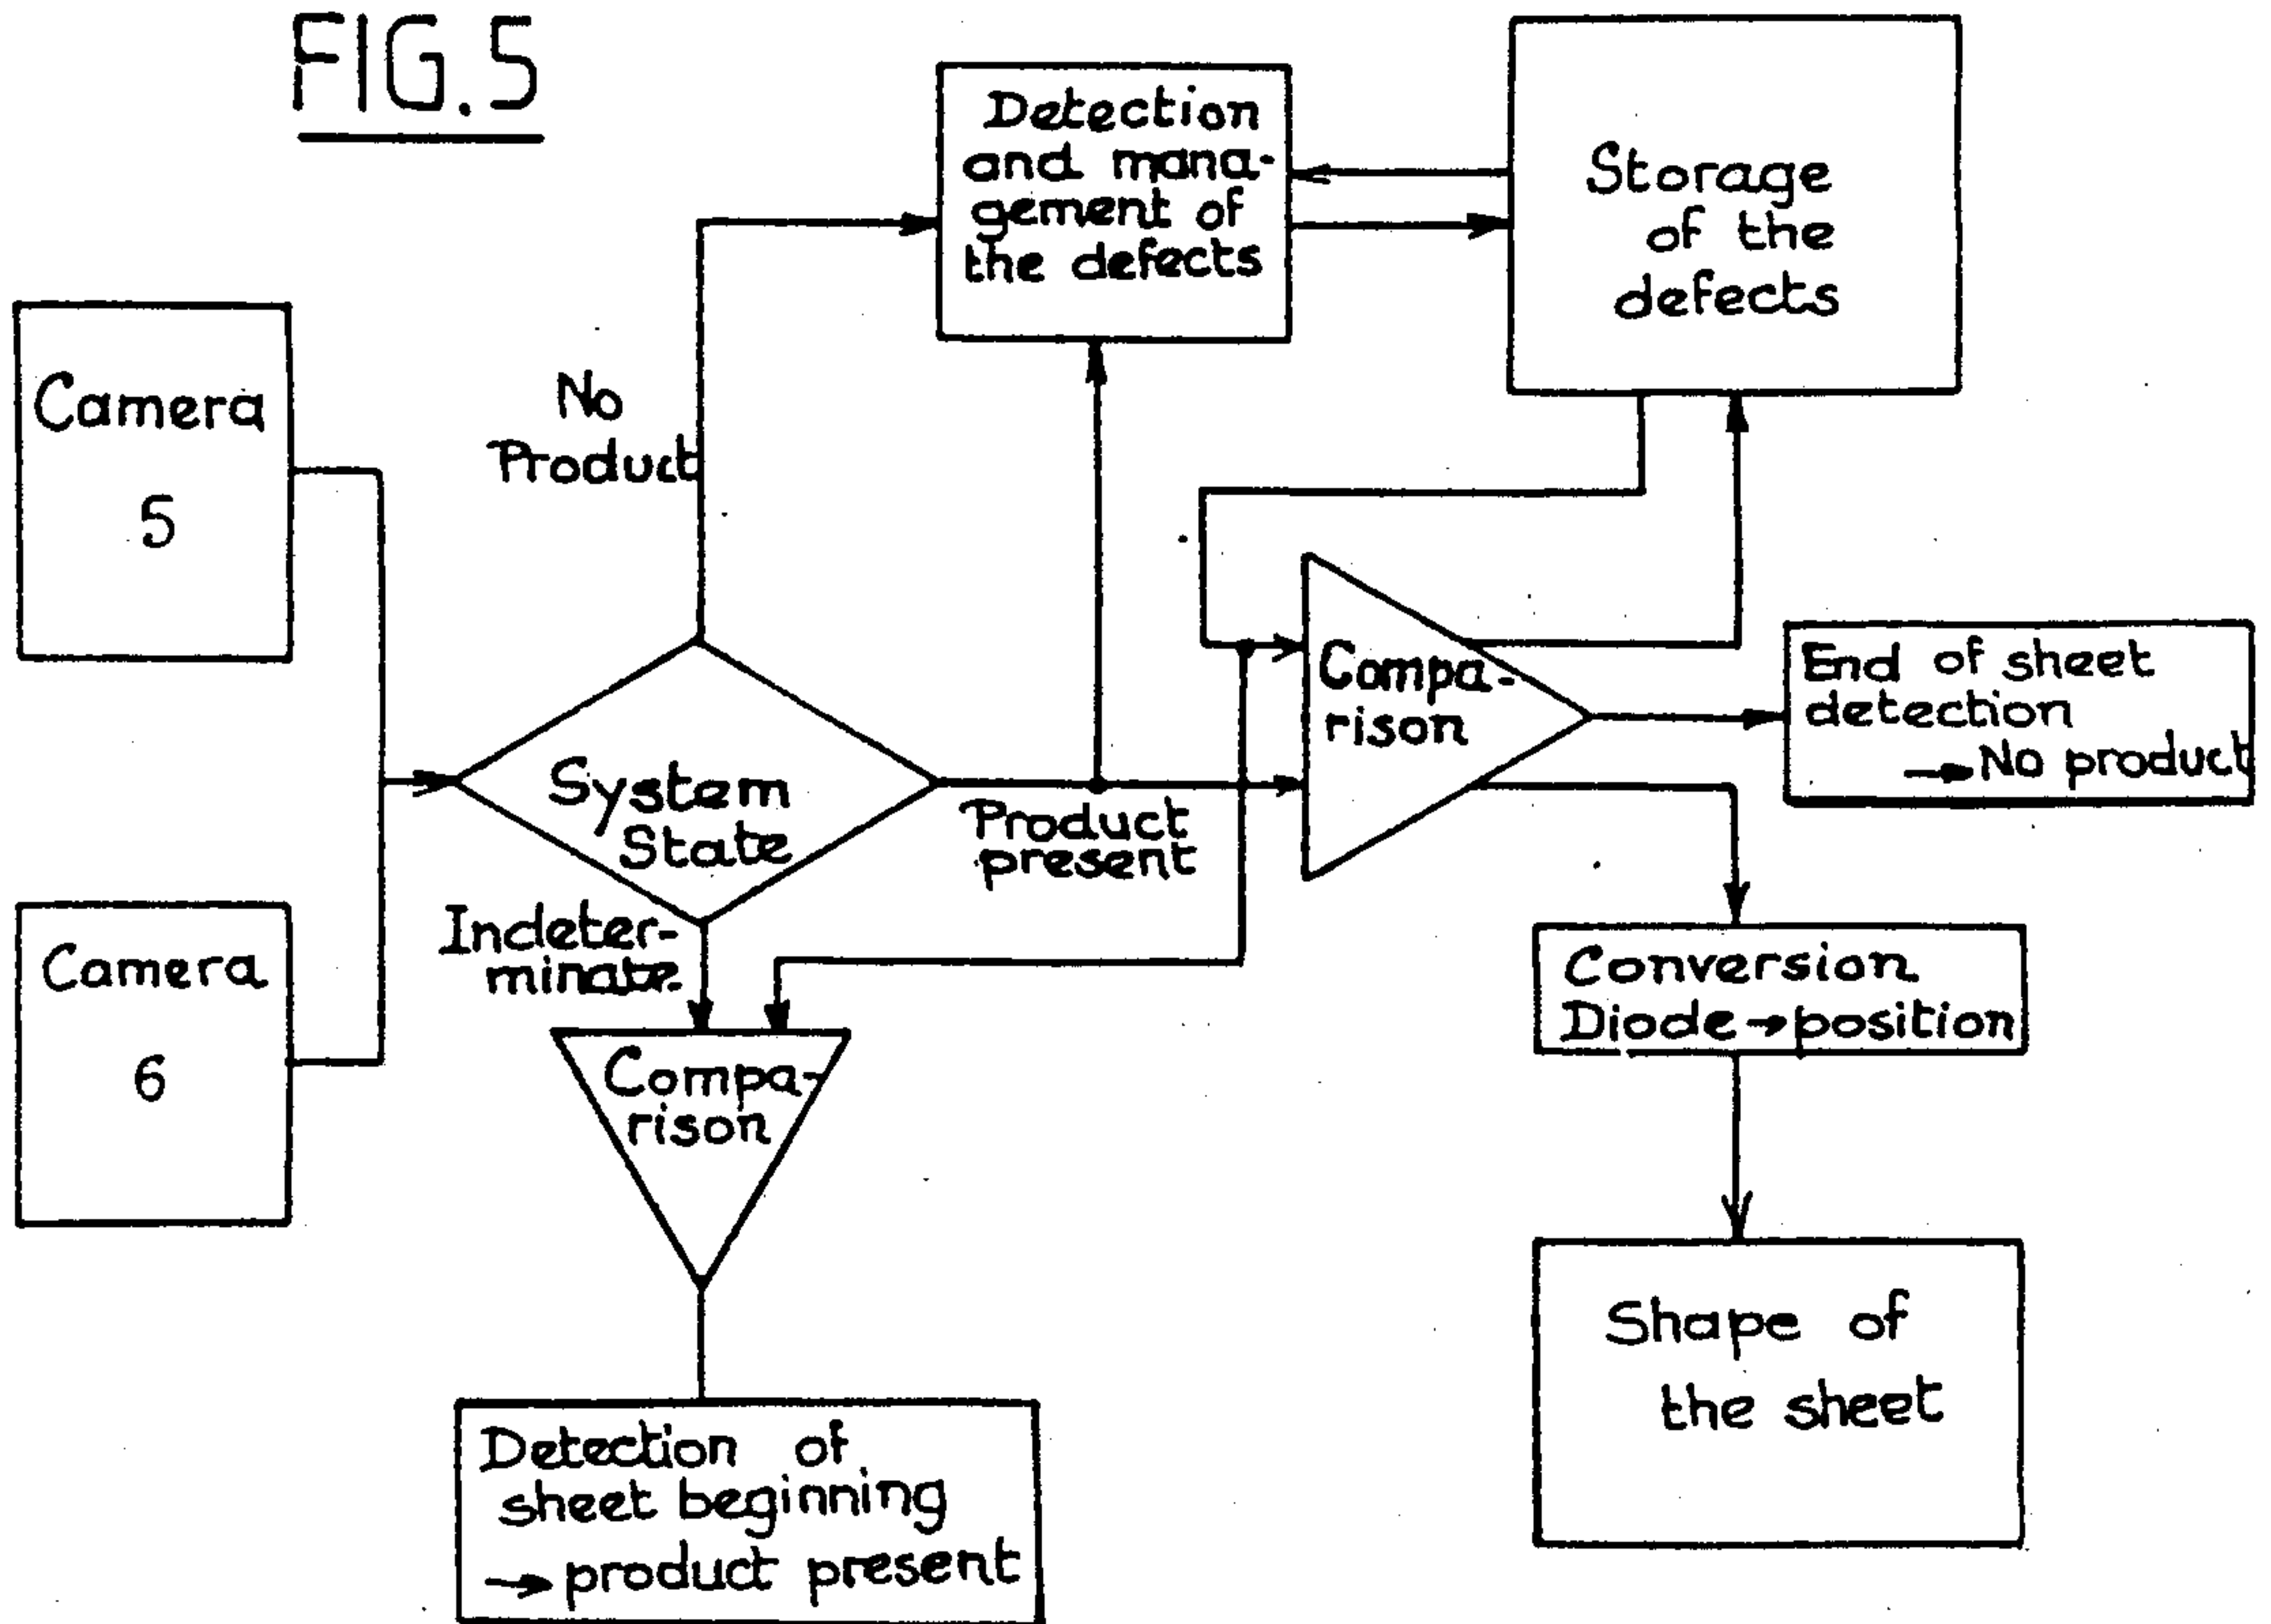 FIG.5
Detection
and mana-
gement of
the defects
Storage
of the
defects
Camera
5
No
Product
System
State
Product
present
Compa-
rison
End of sheet
detection
→ No product
Camera
6
Indeter-
minate.
Compa-
rison
Conversion
Diode → position
Shape of
the sheet
Detection of
sheet beginning
→ product present